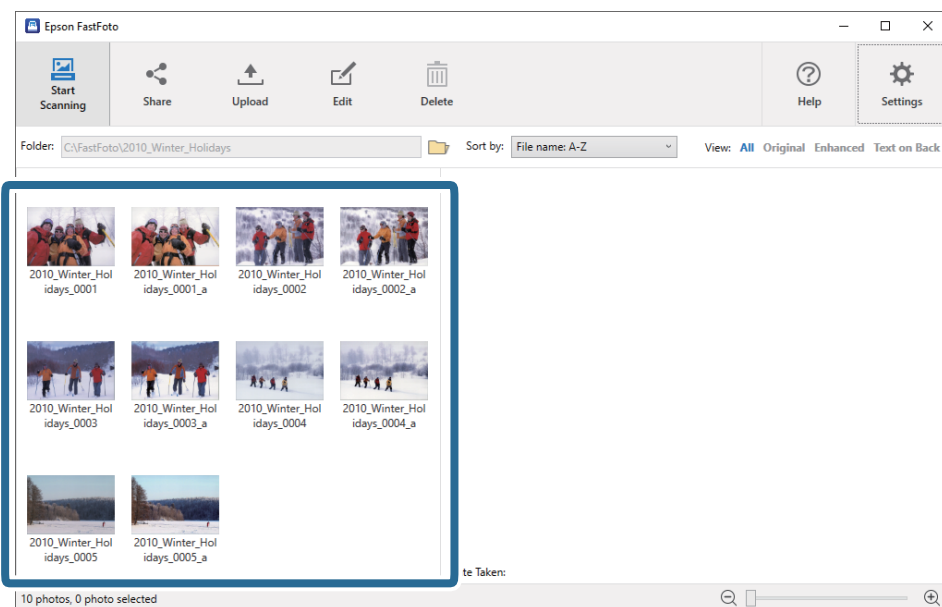 Epson FastFoto
Start
Scanning
Share
Upload
Edit
Delete
Help
Settings
Folder:
C:\FastFoto\2010_Winter_Holidays
Sort by:
File name: A-Z
View: All Original Enhanced Text on Back
2010_Winter_Hol
idays_0001
2010_Winter_Hol
idays_0001_a
2010_Winter_Hol
idays_0002
2010_Winter_Hol
idays_0002_a
2010_Winter_Hol
idays_0003
2010_Winter_Hol
idays_0003_a
2010_Winter_Hol
idays_0004
2010_Winter_Hol
idays_0004_a
2010_Winter_Hol
idays_0005
2010_Winter_Hol
idays_0005_a
te Taken:
10 photos, 0 photo selected